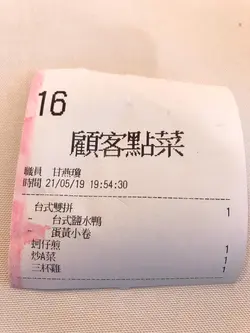 16
顧客點菜
職員 甘燕瓊
時間 21/05/19 19:54:30
台式雙拼 1
- 台式鹽水鴨
- 蛋黃小卷
蚵仔煎 1
炒A菜 1
三杯雞 1